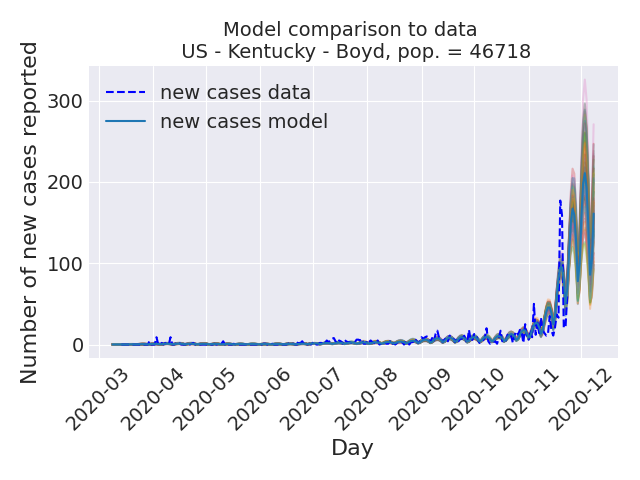 Model comparison to data
US - Kentucky - Boyd, pop. = 46718
Number of new cases reported
300
200
100
0
new cases data
new cases model
2020-03
2020-04
2020-05
2020-06
2020-07
2020-08
2020-09
2020-10
2020-11
2020-12
Day